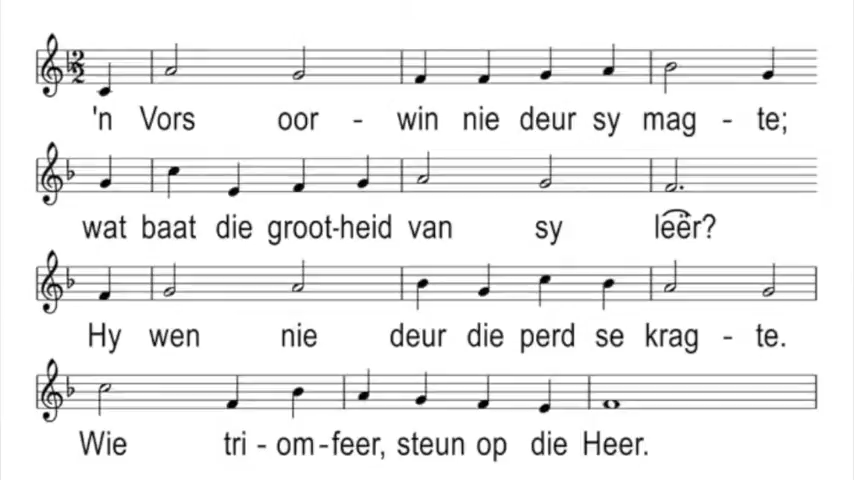 'n Vors oor - win nie deur sy mag - te;
wat baat die groot-heid van sy leër?
Hy wen nie deur die perd se krag - te.
Wie tri - om-feer, steun op die Heer.